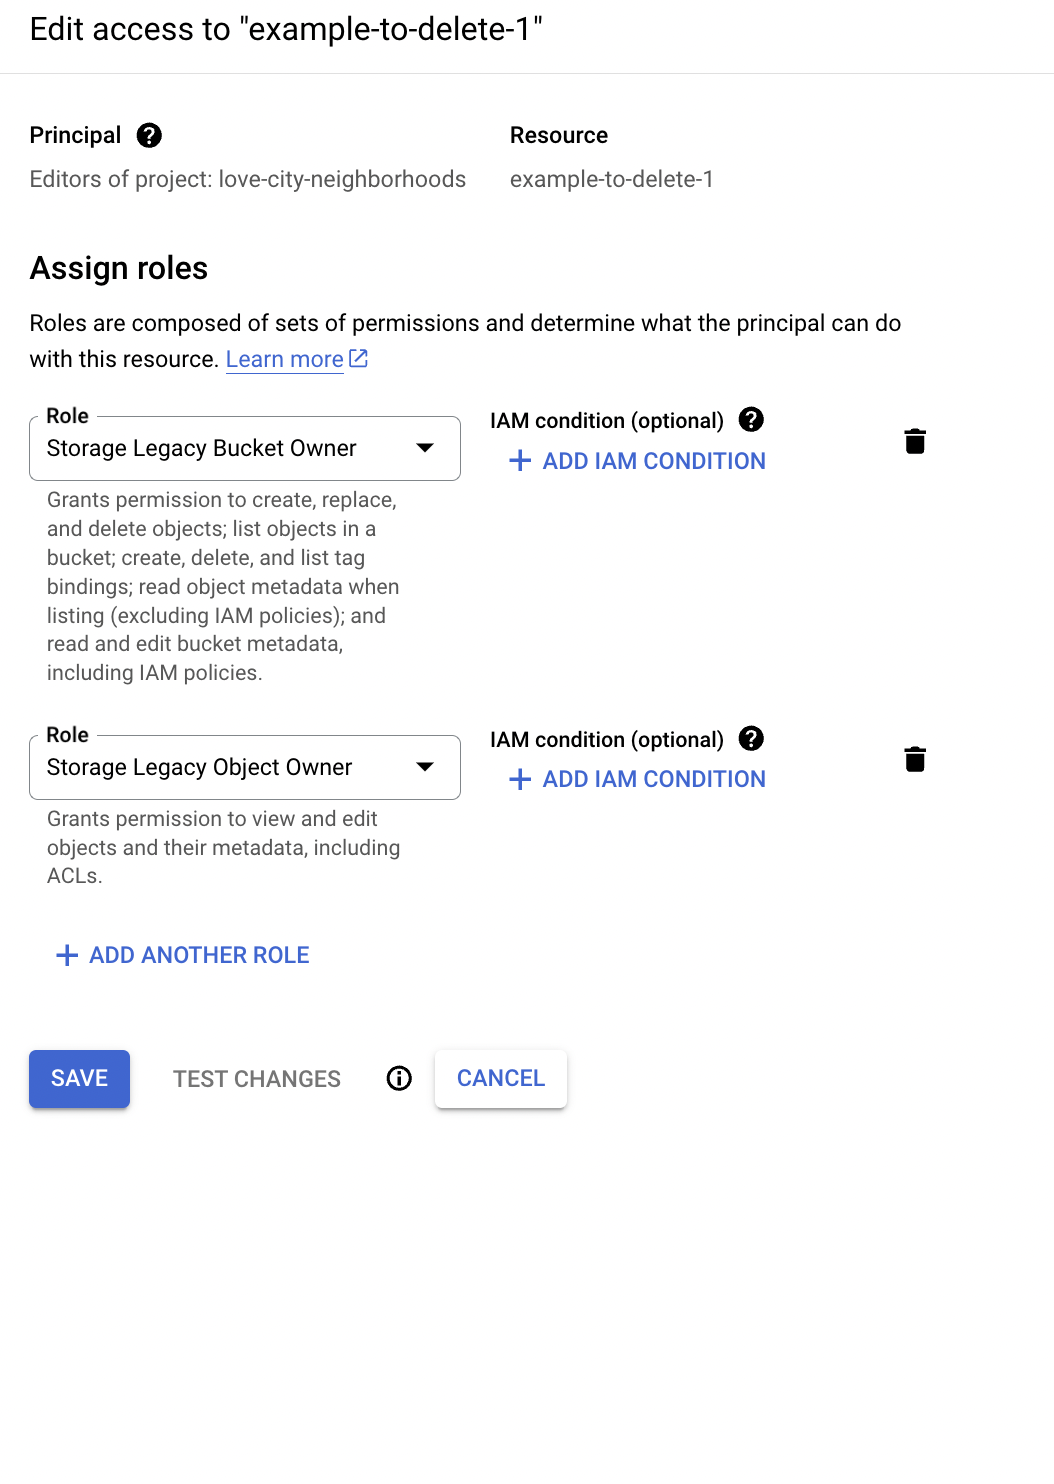 Edit access to "example-to-delete-1"
Principal
Resource
Editors of project: love-city-neighborhoods
example-to-delete-1
Assign roles
Roles are composed of sets of permissions and determine what the principal can do
with this resource. Learn more
Role
Storage Legacy Bucket Owner
IAM condition (optional)
ADD IAM CONDITION
Grants permission to create, replace,
and delete objects; list objects in a
bucket; create, delete, and list tag
bindings; read object metadata when
listing (excluding IAM policies); and
read and edit bucket metadata,
including IAM policies.
Role
Storage Legacy Object Owner
IAM condition (optional)
ADD IAM CONDITION
Grants permission to view and edit
objects and their metadata, including
ACLs.
ADD ANOTHER ROLE
SAVE
TEST CHANGES
CANCEL